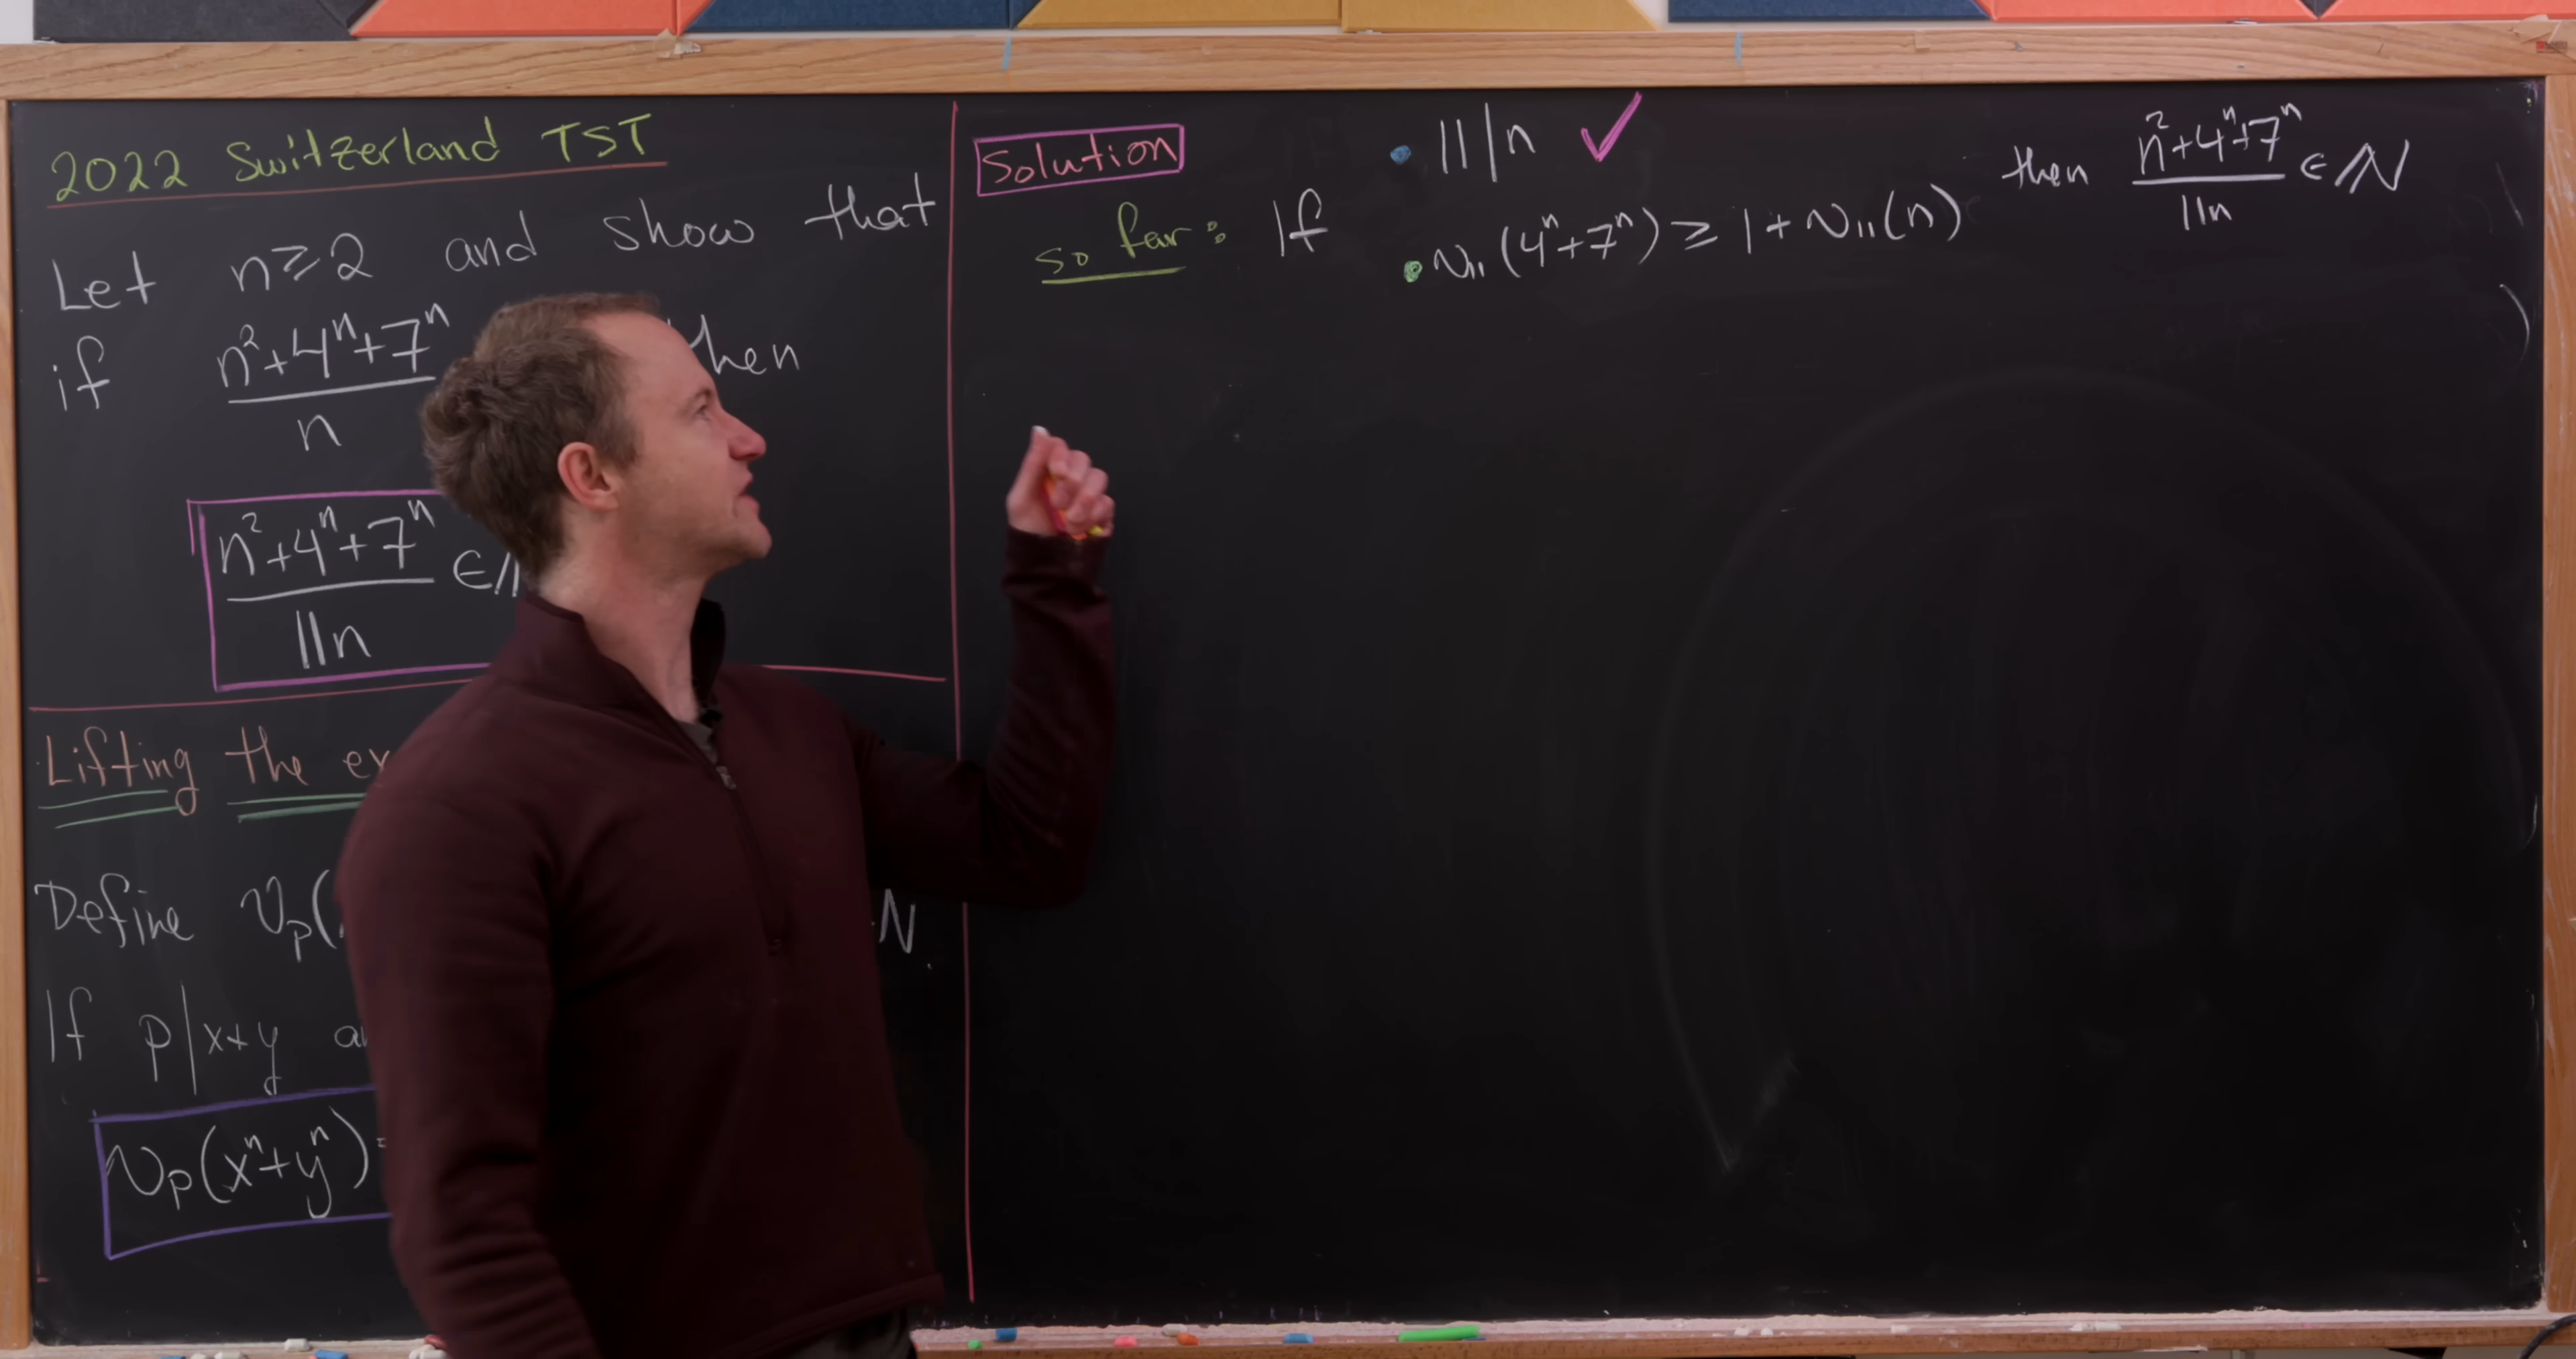 2022 Switzerland TST
Let n≥2 and show that
if (n²+4ⁿ+7ⁿ)/n then
(n²+4ⁿ+7ⁿ)/11n ∈
Lifting the
Define νₚ(
If p|x+y
νₚ(xⁿ+yⁿ)=
Solution
so far: If
• 11|n ✓
• ν₁₁(4ⁿ+7ⁿ) ≥ 1+ν₁₁(n)
then (n²+4ⁿ+7ⁿ)/11n ∈ ℕ